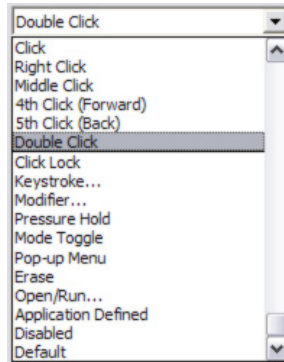 Double Click
Click
Right Click
Middle Click
4th Click (Forward)
5th Click (Back)
Double Click
Click Lock
Keystroke...
Modifier...
Pressure Hold
Mode Toggle
Pop-up Menu
Erase
Open/Run...
Application Defined
Disabled
Default